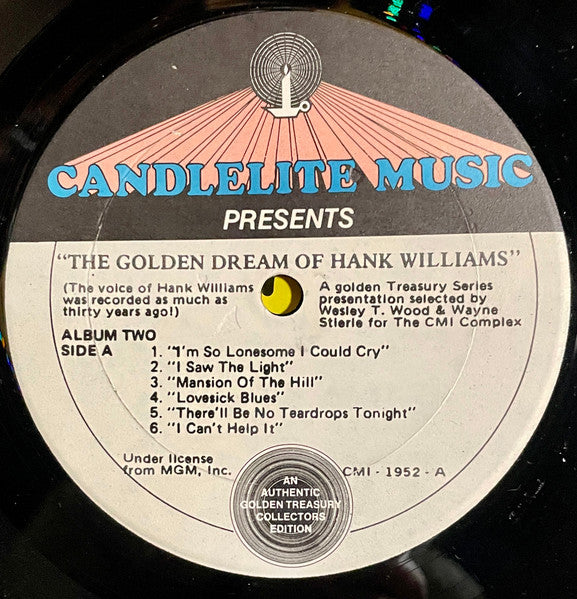 CANDLELITE MUSIC
PRESENTS
"THE GOLDEN DREAM OF HANK WILLIAMS"
(The voice of Hank Williams
was recorded as much as
thirty years ago!)
A golden Treasury Series
presentation selected by
Wesley T. Wood & Wayne
Stierle for The CMI Complex
ALBUM TWO
SIDE A
1. "I'm So Lonesome I Could Cry"
2. "I Saw The Light"
3. "Mansion Of The Hill"
4. "Lovesick Blues"
5. "There'll Be No Teardrops Tonight"
6. "I Can't Help It"
Under license
from MGM, Inc.
CMI - 1952 - A
AN
AUTHENTIC
GOLDEN TREASURY
COLLECTORS
EDITION